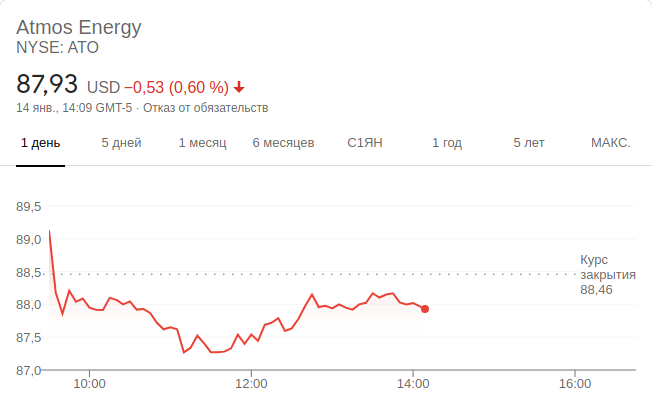 Atmos Energy
NYSE: ATO
87,93 USD −0,53 (0,60 %)
14 янв., 14:09 GMT-5 · Отказ от обязательств
1 день 5 дней 1 месяц 6 месяцев С1ЯН 1 год 5 лет МАКС.
89,5
89,0
88,5
88,0
87,5
87,0
Курс
закрытия
88,46
10:00 12:00 14:00 16:00